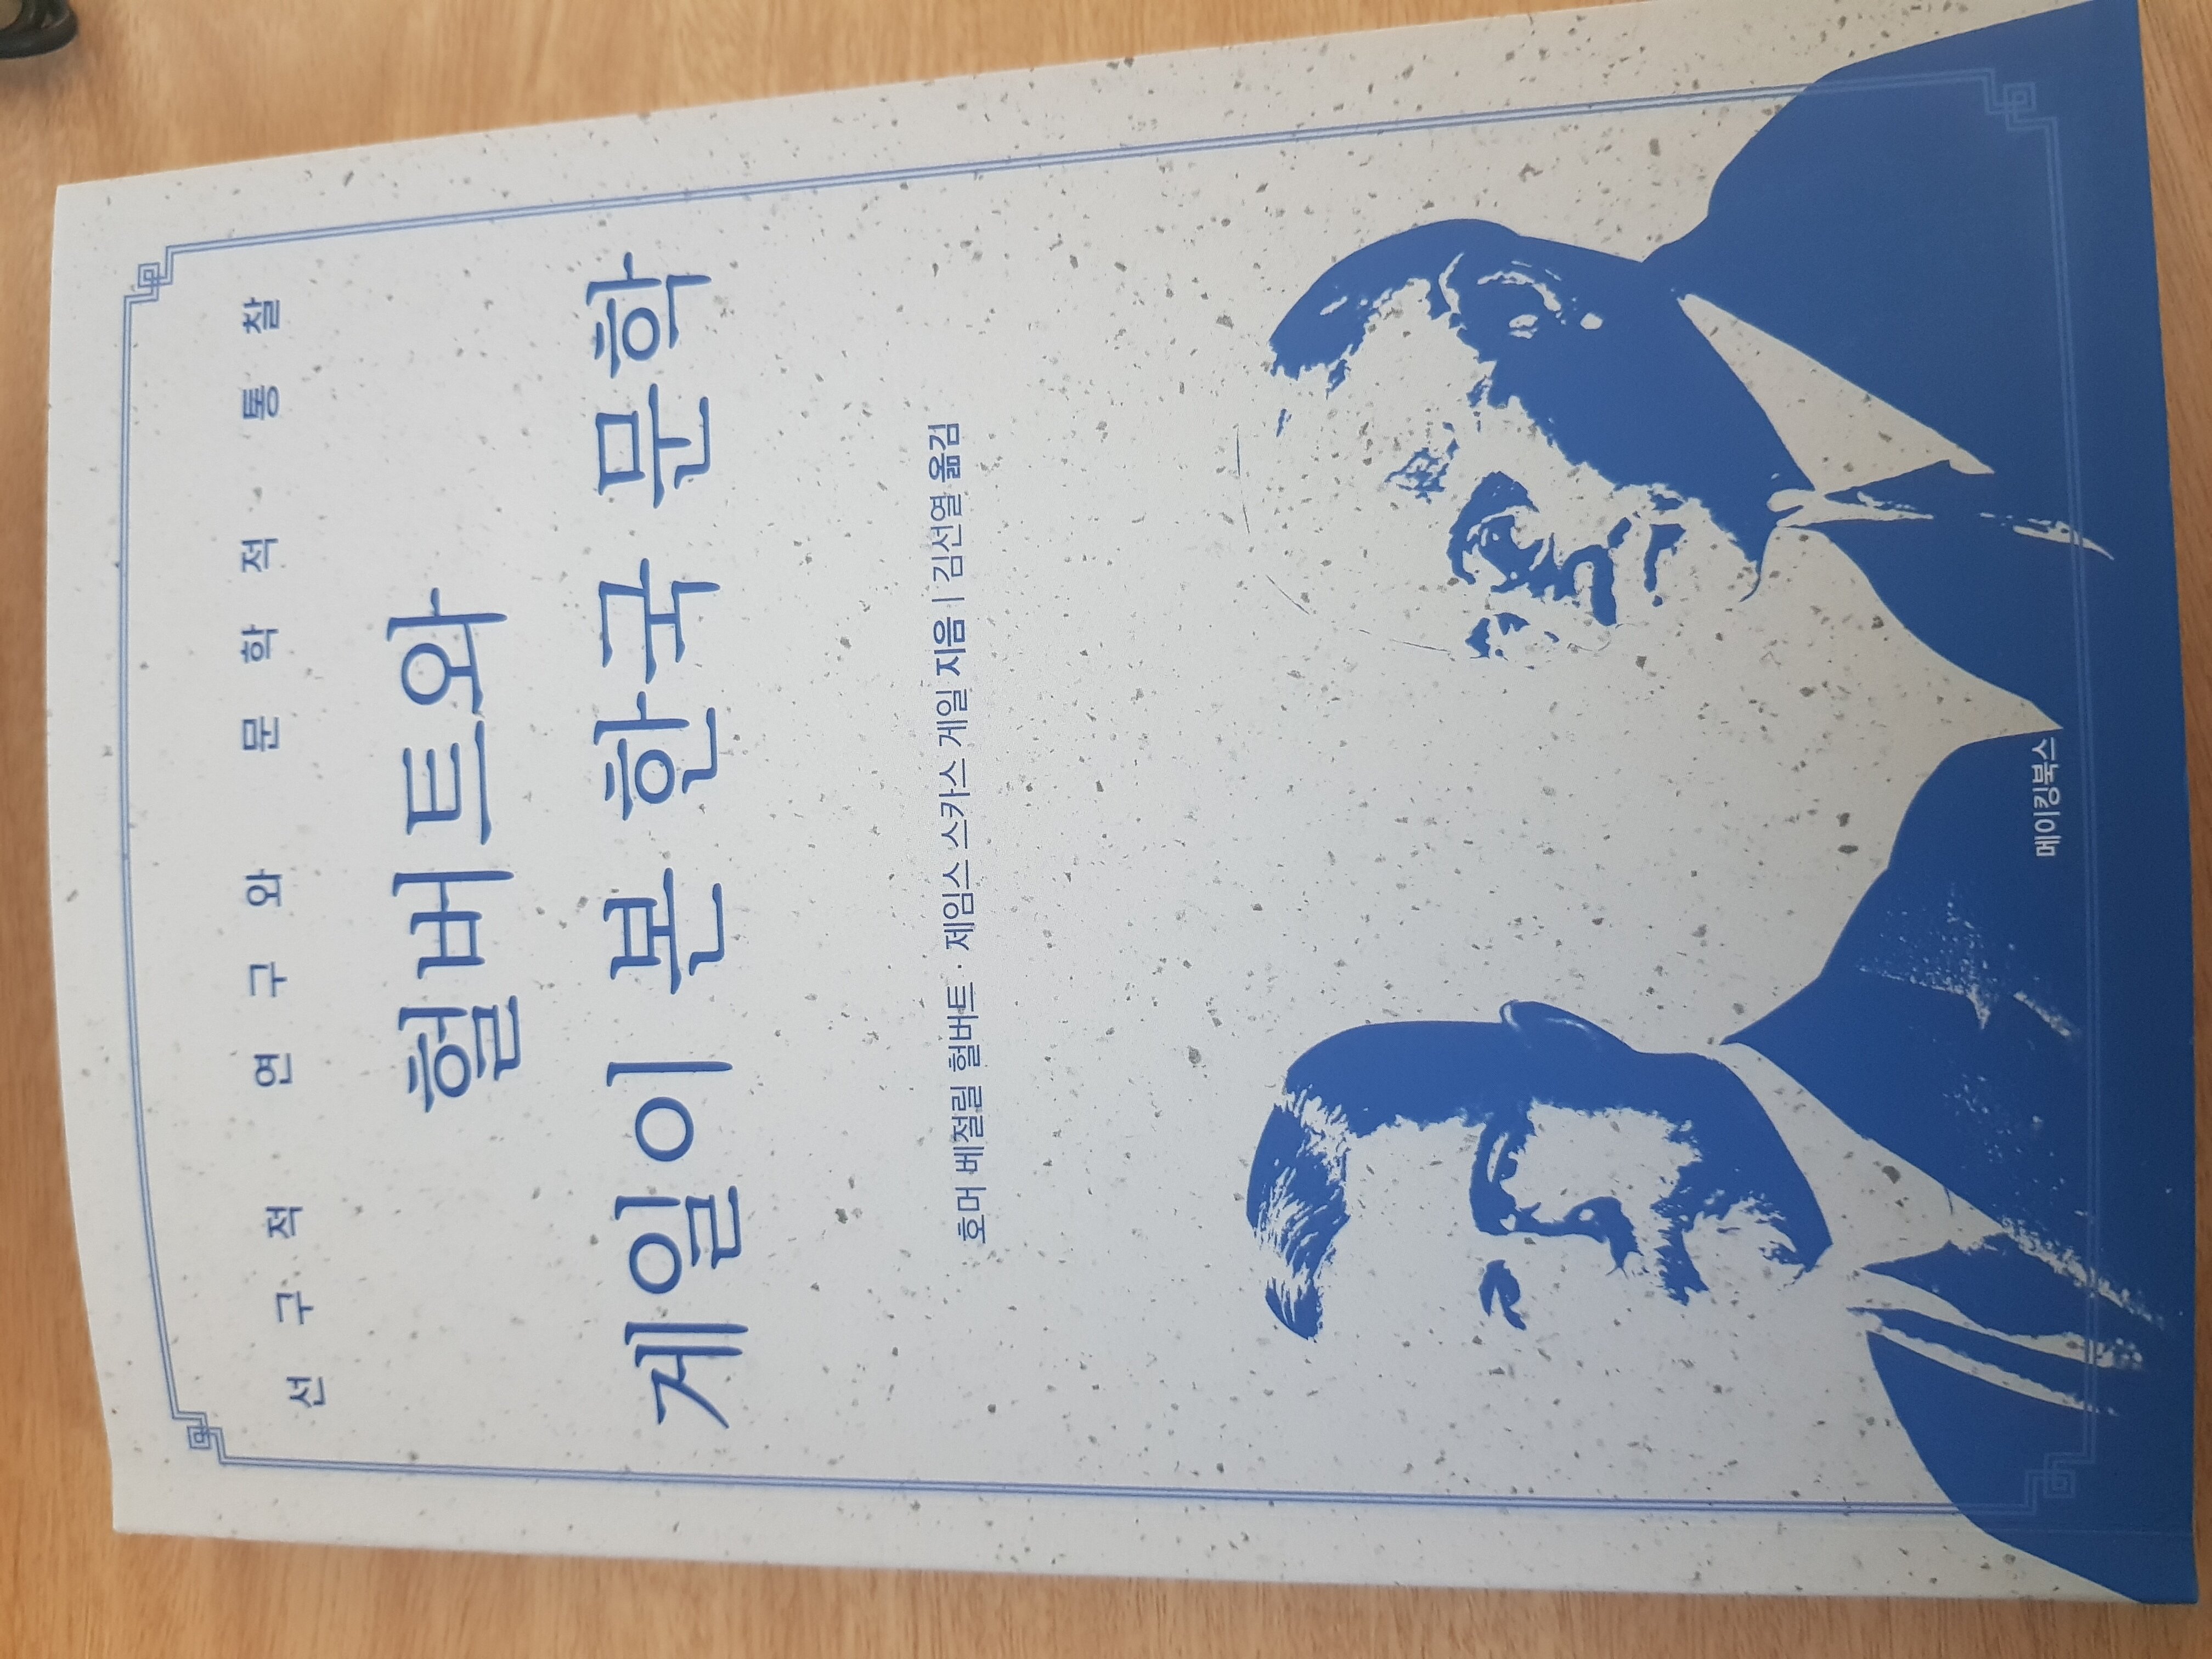 선구적 연구와 문학적 통찰
헐버트와
게일이 본 한국 문학
호머 베절릴 헐버트 · 제임스 스카스 게일 지음 | 김선열 옮김
메이킹북스